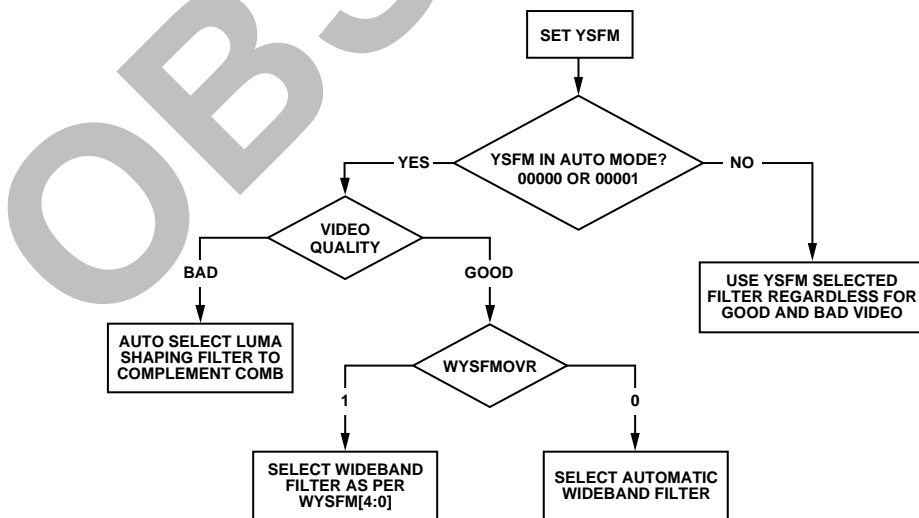 SET YSFM
YSFM IN AUTO MODE?
00000 OR 00001
YES
NO
VIDEO
QUALITY
BAD
GOOD
USE YSFM SELECTED
FILTER REGARDLESS FOR
GOOD AND BAD VIDEO
AUTO SELECT LUMA
SHAPING FILTER TO
COMPLEMENT COMB
WYSFMOVR
1
0
SELECT WIDEBAND
FILTER AS PER
WYSFM[4:0]
SELECT AUTOMATIC
WIDEBAND FILTER